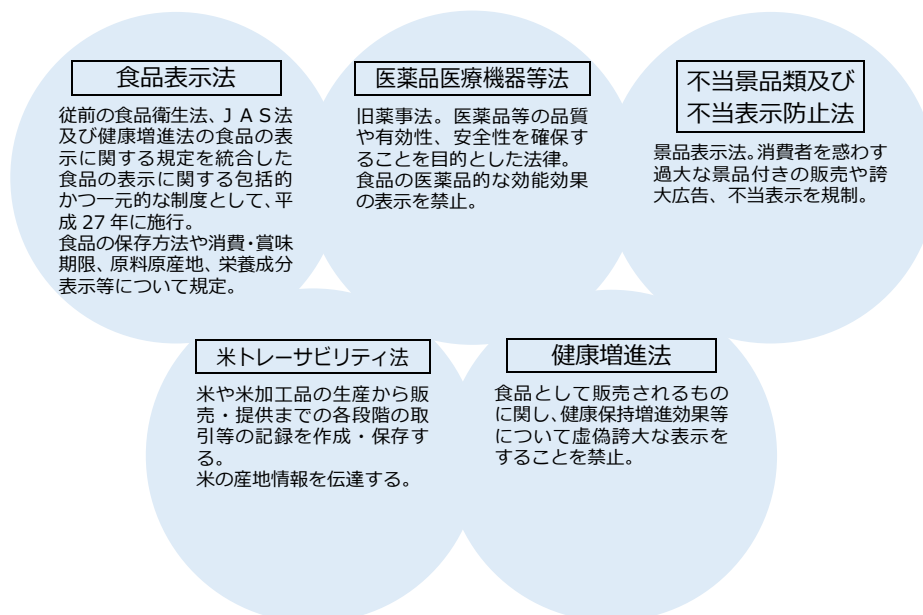 食品表示法
従前の食品衛生法、ＪＡＳ法
及び健康増進法の食品の表
示に関する規定を統合した
食品の表示に関する包括的
かつ一元的な制度として、平
成 27 年に施行。
食品の保存方法や消費・賞味
期限、原料原産地、栄養成分
表示等について規定。
医薬品医療機器等法
旧薬事法。医薬品等の品質
や有効性、安全性を確保す
ることを目的とした法律。
食品の医薬品的な効能効果
の表示を禁止。
不当景品類及び
不当表示防止法
景品表示法。消費者を惑わす
過大な景品付きの販売や誇
大広告、不当表示を規制。
米トレーサビリティ法
米や米加工品の生産から販
売・提供までの各段階の取
引等の記録を作成・保存す
る。
米の産地情報を伝達する。
健康増進法
食品として販売されるもの
に関し、健康保持増進効果等
について虚偽誇大な表示を
することを禁止。